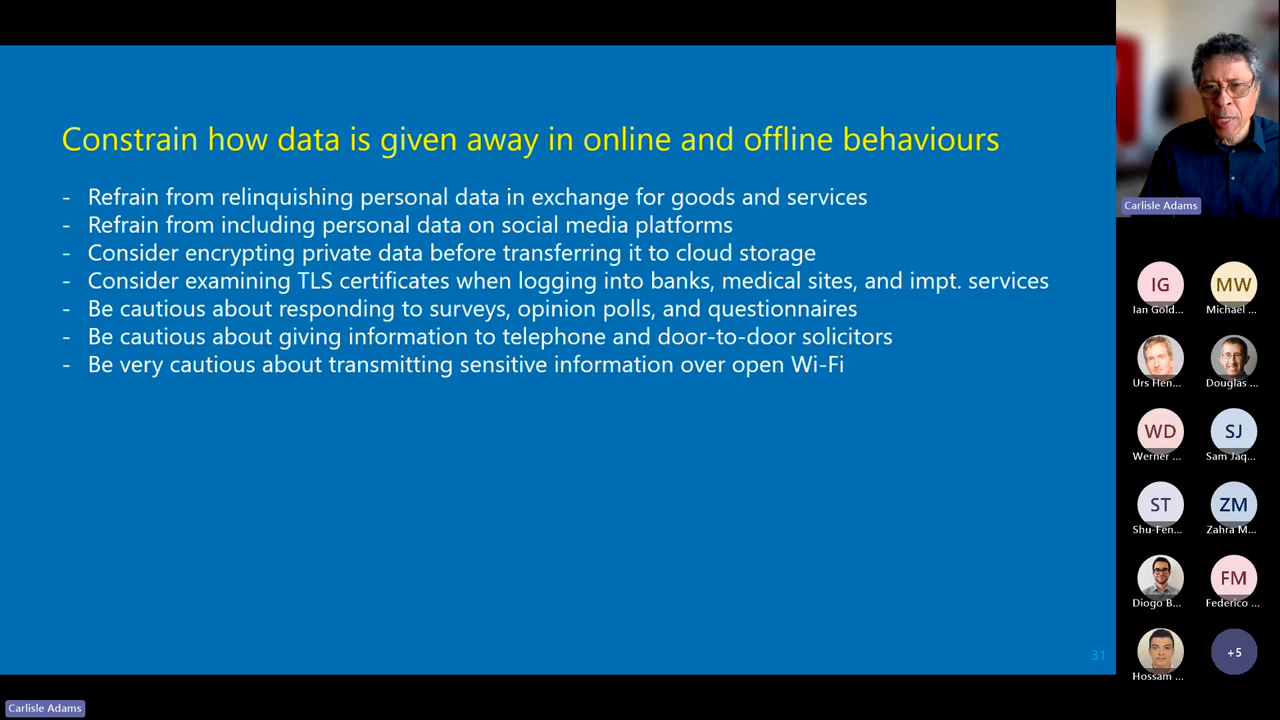 Constrain how data is given away in online and offline behaviours
- Refrain from relinquishing personal data in exchange for goods and services
- Refrain from including personal data on social media platforms
- Consider encrypting private data before transferring it to cloud storage
- Consider examining TLS certificates when logging into banks, medical sites, and impt. services
- Be cautious about responding to surveys, opinion polls, and questionnaires
- Be cautious about giving information to telephone and door-to-door solicitors
- Be very cautious about transmitting sensitive information over open Wi-Fi
31
Carlisle Adams
Carlisle Adams
IG MW
Ian Gold... Michael ...
Urs Hen... Douglas ...
WD SJ
Werner ... Sam Jaq...
ST ZM
Shu-Fen... Zahra M...
FM
Diogo B... Federico ...
+5
Hossam ...